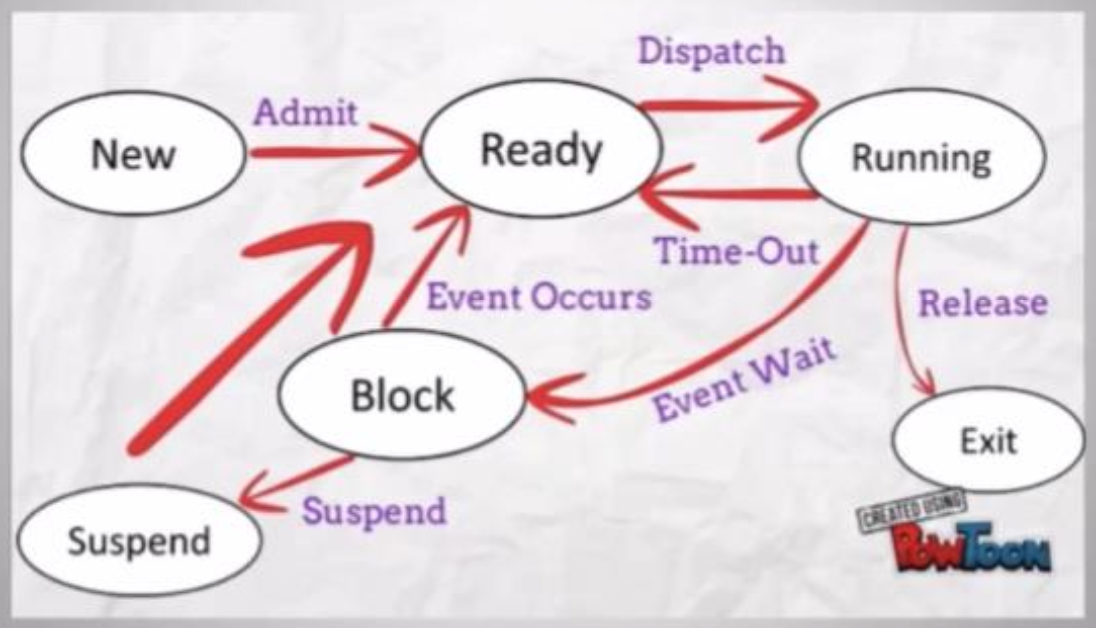 Dispatch
Admit
New
Ready
Running
Time-Out
Event Occurs
Release
Event Wait
Block
Exit
Suspend
Suspend
CREATED USING
POWTOON